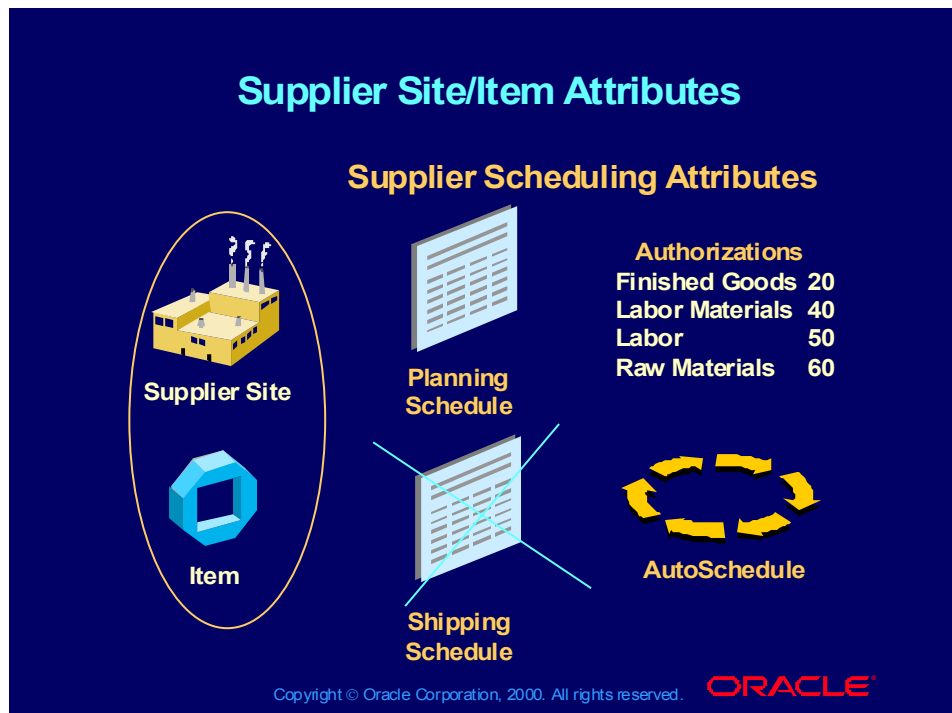 Supplier Site/Item Attributes
Supplier Scheduling Attributes
Supplier Site
Item
Planning
Schedule
Shipping
Schedule
Authorizations
Finished Goods 20
Labor Materials 40
Labor 50
Raw Materials 60
AutoSchedule
Copyright © Oracle Corporation, 2000. All rights reserved.
ORACLE®